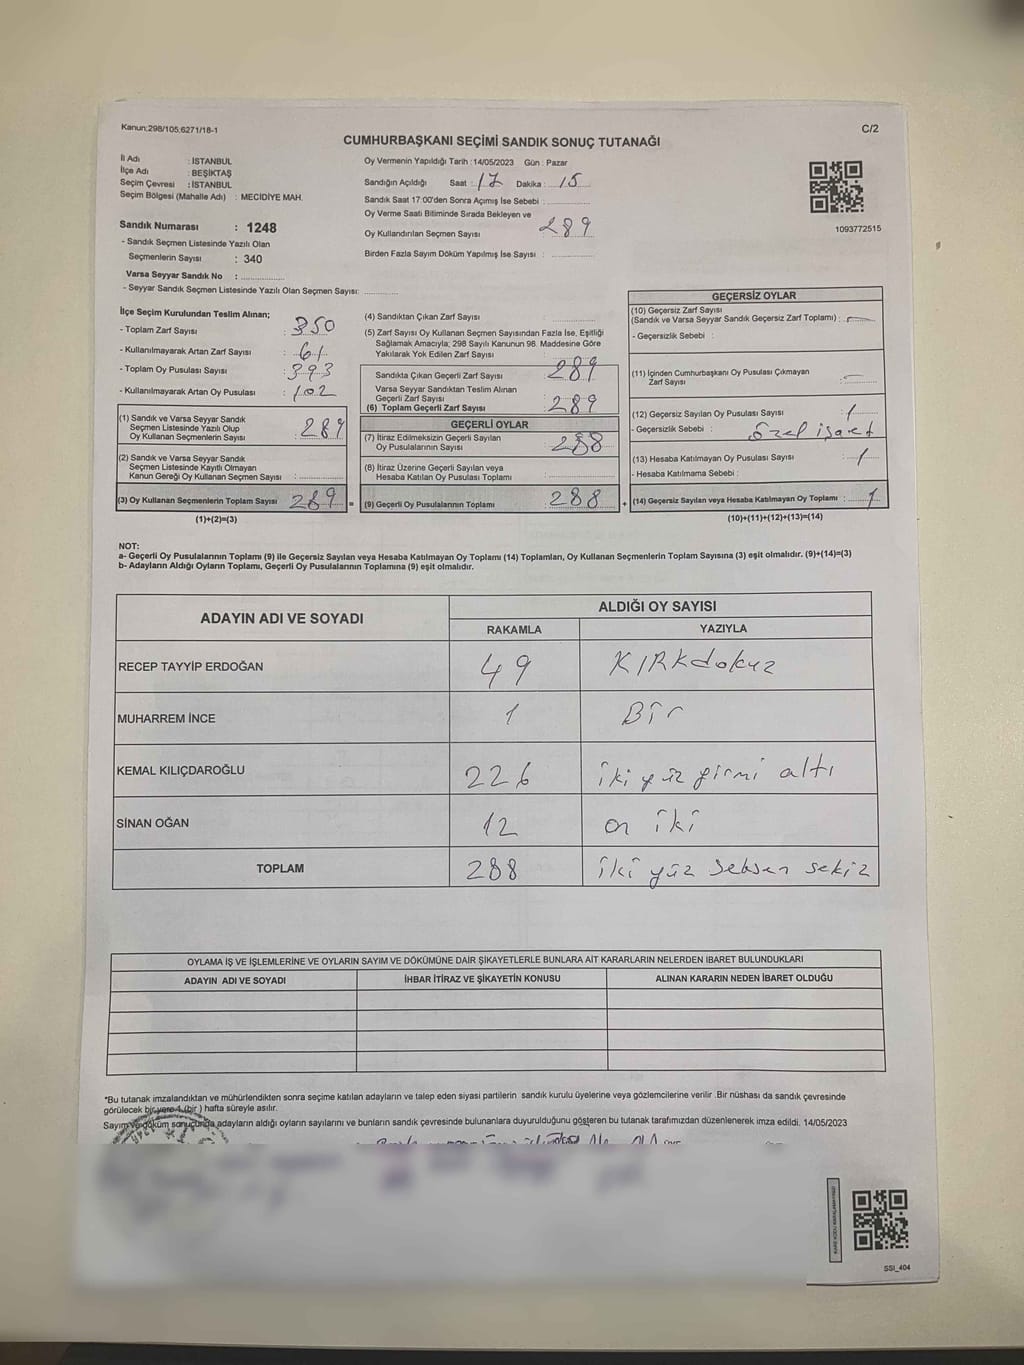 Kanun:298/105,6271/18-1
C/2
CUMHURBAŞKANI SEÇİMİ SANDIK SONUÇ TUTANAĞI
İl Adı : İSTANBUL
İlçe Adı : BEŞİKTAŞ
Seçim Çevresi : İSTANBUL
Seçim Bölgesi (Mahalle Adı) : MECIDİYE MAH.
Sandık Numarası : 1248
- Sandık Seçmen Listesinde Yazılı Olan
Seçmenlerin Sayısı : 340
Varsa Seyyar Sandık No : ................
- Seyyar Sandık Seçmen Listesinde Yazılı Olan Seçmen Sayısı: ............
Oy Vermenin Yapıldığı Tarih : 14/05/2023 Gün : Pazar
Sandığın Açıldığı Saat : 17 Dakika : 15
Sandık Saat 17:00'den Sonra Açımış İse Sebebi : ............
Oy Verme Saati Bitiminde Sırada Bekleyen ve
Oy Kullandırılan Seçmen Sayısı 289
Birden Fazla Sayım Döküm Yapılmış İse Sayısı : ............
1093772515
İlçe Seçim Kurulundan Teslim Alınan;
- Toplam Zarf Sayısı : 350
- Kullanılmayarak Artan Zarf Sayısı : 61
- Toplam Oy Pusulası Sayısı : 393
- Kullanılmayarak Artan Oy Pusulası : 102
(1) Sandık ve Varsa Seyyar Sandık
Seçmen Listesinde Yazılı Olup
Oy Kullanan Seçmenlerin Sayısı : 289
(2) Sandık ve Varsa Seyyar Sandık
Seçmen Listesinde Kayıtlı Olmayan
Kanun Gereği Oy Kullanan Seçmen Sayısı : ............
(3) Oy Kullanan Seçmenlerin Toplam Sayısı 289 =
(1)+(2)=(3)
(4) Sandıktan Çıkan Zarf Sayısı ............
(5) Zarf Sayısı Oy Kullanan Seçmen Sayısından Fazla İse, Eşitliği
Sağlamak Amacıyla; 298 Sayılı Kanunun 98. Maddesine Göre
Yakılarak Yok Edilen Zarf Sayısı
Sandıkta Çıkan Geçerli Zarf Sayısı : 289
Varsa Seyyar Sandıktan Teslim Alınan
Geçerli Zarf Sayısı
(6) Toplam Geçerli Zarf Sayısı : 289
GEÇERLİ OYLAR
(7) İtiraz Edilmeksizin Geçerli Sayılan
Oy Pusulalarının Sayısı : 288
(8) İtiraz Üzerine Geçerli Sayılan veya
Hesaba Katılan Oy Pusulası Toplamı ............
(9) Geçerli Oy Pusulalarının Toplamı : 288 +
GEÇERSİZ OYLAR
(10) Geçersiz Zarf Sayısı
(Sandık ve Varsa Seyyar Sandık Geçersiz Zarf Toplamı) : —
- Geçersizlik Sebebi :
(11) İçinden Cumhurbaşkanı Oy Pusulası Çıkmayan
Zarf Sayısı : —
(12) Geçersiz Sayılan Oy Pusulası Sayısı : 1
- Geçersizlik Sebebi : özel işaret
(13) Hesaba Katılmayan Oy Pusulası Sayısı : 1
- Hesaba Katılmama Sebebi :
(14) Geçersiz Sayılan veya Hesaba Katılmayan Oy Toplamı : 1
(10)+(11)+(12)+(13)=(14)
NOT:
a- Geçerli Oy Pusulalarının Toplamı (9) ile Geçersiz Sayılan veya Hesaba Katılmayan Oy Toplamı (14) Toplamları, Oy Kullanan Seçmenlerin Toplam Sayısına (3) eşit olmalıdır. (9)+(14)=(3)
b- Adayların Aldığı Oyların Toplamı, Geçerli Oy Pusulalarının Toplamına (9) eşit olmalıdır.
ADAYIN ADI VE SOYADI
ALDIĞI OY SAYISI
RAKAMLA YAZIYLA
RECEP TAYYİP ERDOĞAN 49 KIRKdokuz
MUHARREM İNCE 1 Bir
KEMAL KILIÇDAROĞLU 226 iki yüz yirmi altı
SİNAN OĞAN 12 on iki
TOPLAM 288 iki yüz seksen sekiz
OYLAMA İŞ VE İŞLEMLERİNE VE OYLARIN SAYIM VE DÖKÜMÜNE DAİR ŞİKAYETLERLE BUNLARA AİT KARARLARIN NELERDEN İBARET BULUNDUKLARI
ADAYIN ADI VE SOYADI İHBAR İTİRAZ VE ŞİKAYETİN KONUSU ALINAN KARARIN NEDEN İBARET OLDUĞU
*Bu tutanak imzalandıktan ve mühürlendikten sonra seçime katılan adayların ve talep eden siyasi partilerin sandık kurulu üyelerine veya gözlemcilerine verilir .Bir nüshası da sandık çevresinde
görülecek bir yere 1 (bir ) hafta süreyle asılır.
Sayım ve döküm sonucunda adayların aldığı oyların sayılarını ve bunların sandık çevresinde bulunanlara duyurulduğunu gösteren bu tutanak tarafımızdan düzenlenerek imza edildi. 14/05/2023
SSI_404